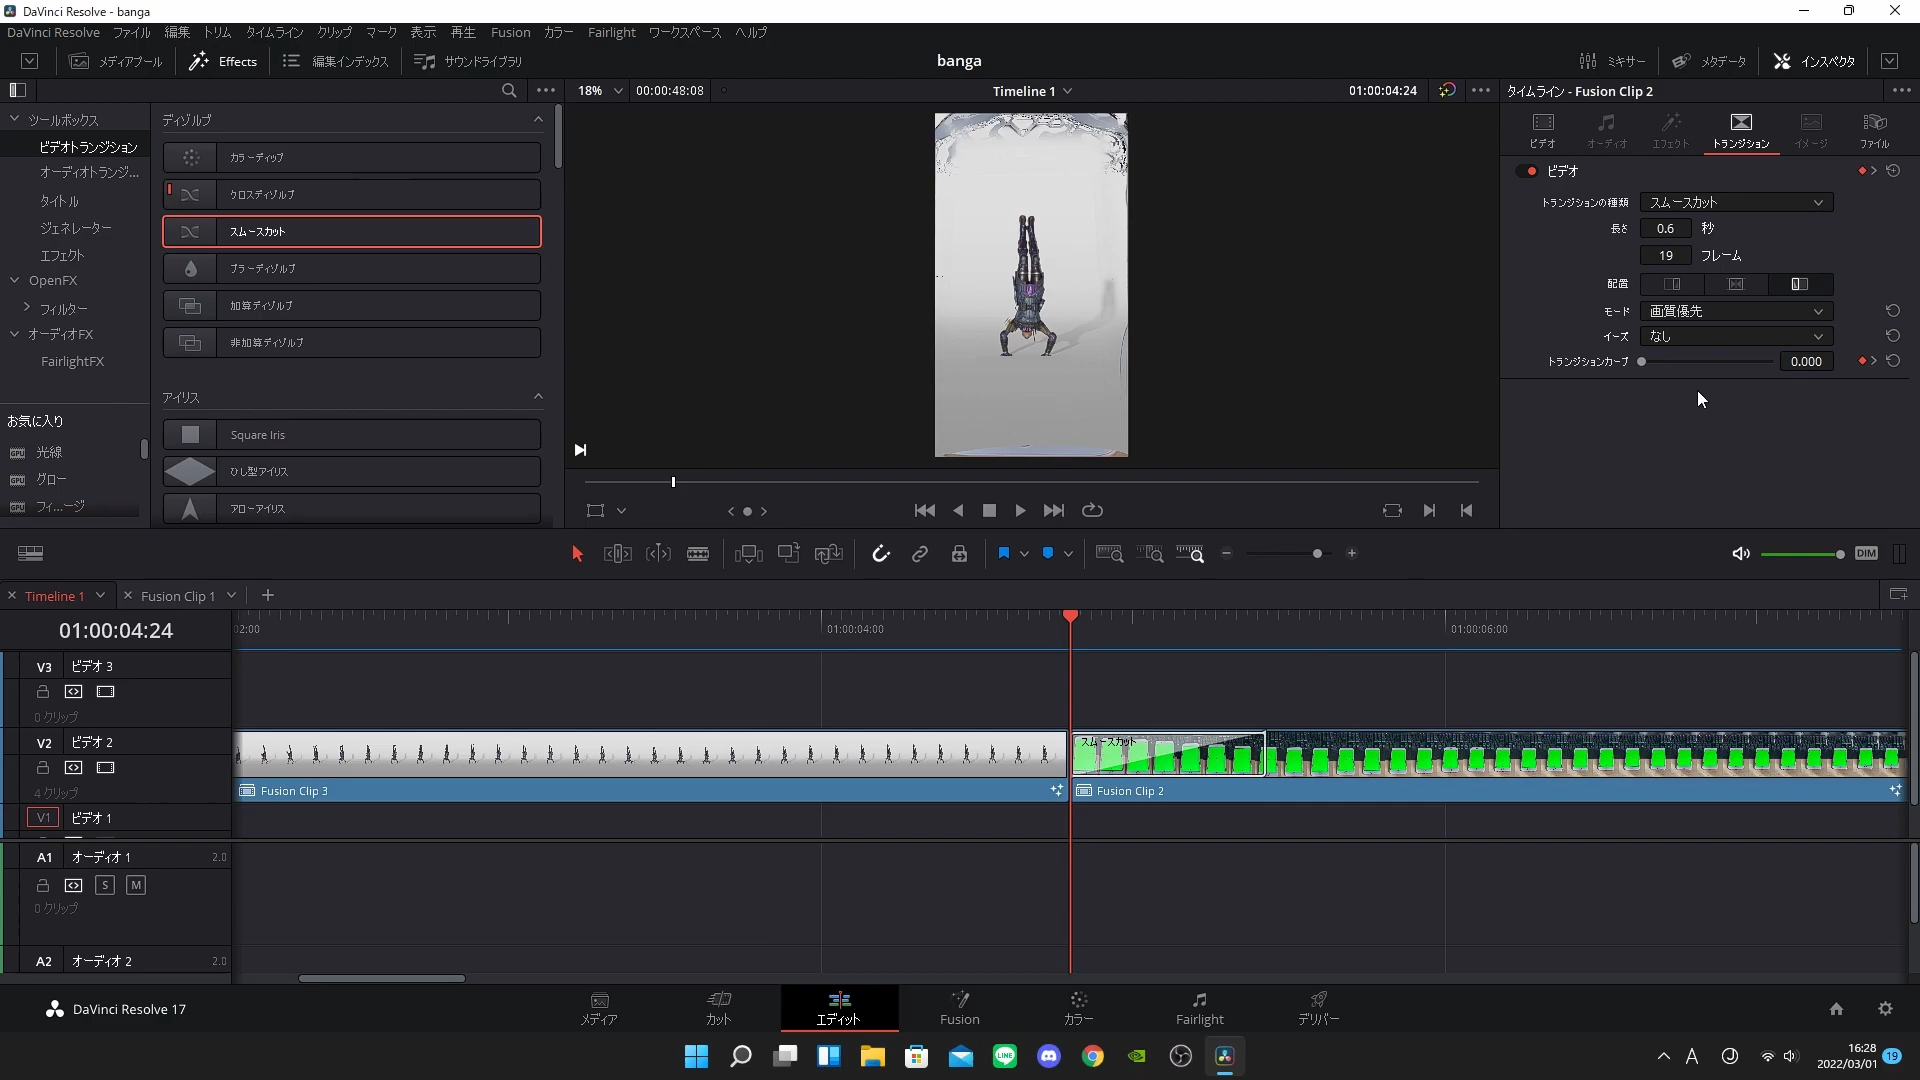 DaVinci Resolve - banga
DaVinci Resolve ファイル 編集 トリム タイムライン クリップ マーク 表示 再生 Fusion カラー Fairlight ワークスペース ヘルプ
メディアプール Effects 編集インデックス サウンドライブラリ banga ミキサー メタデータ インスペクタ
18% 00:00:48:08 Timeline 1 01:00:04:24 タイムライン - Fusion Clip 2
ツールボックス
ビデオトランジション
オーディオトランジ...
タイトル
ジェネレーター
エフェクト
OpenFX
フィルター
オーディオFX
FairlightFX
お気に入り
光線
グロー
フィ...ージ
ディゾルブ
カラーディップ
クロスディゾルブ
スムースカット
ブラーディゾルブ
加算ディゾルブ
非加算ディゾルブ
アイリス
Square Iris
ひし型アイリス
アローアイリス
ビデオ オーディオ エフェクト トランジション イメージ ファイル
ビデオ
トランジションの種類 スムースカット
長さ 0.6 秒
19 フレーム
配置
モード 画質優先
イーズ なし
トランジションカーブ 0.000
DIM
Timeline 1 Fusion Clip 1
01:00:04:24 02:00 01:00:04:00 01:00:06:00
V3 ビデオ 3
0 クリップ
V2 ビデオ 2
4 クリップ
スムースカット
Fusion Clip 3 Fusion Clip 2
V1 ビデオ 1
A1 オーディオ 1 2.0
S M
0 クリップ
A2 オーディオ 2 2.0
DaVinci Resolve 17 メディア カット エディット Fusion カラー Fairlight デリバー
LINE
A J 16:28
2022/03/01 19